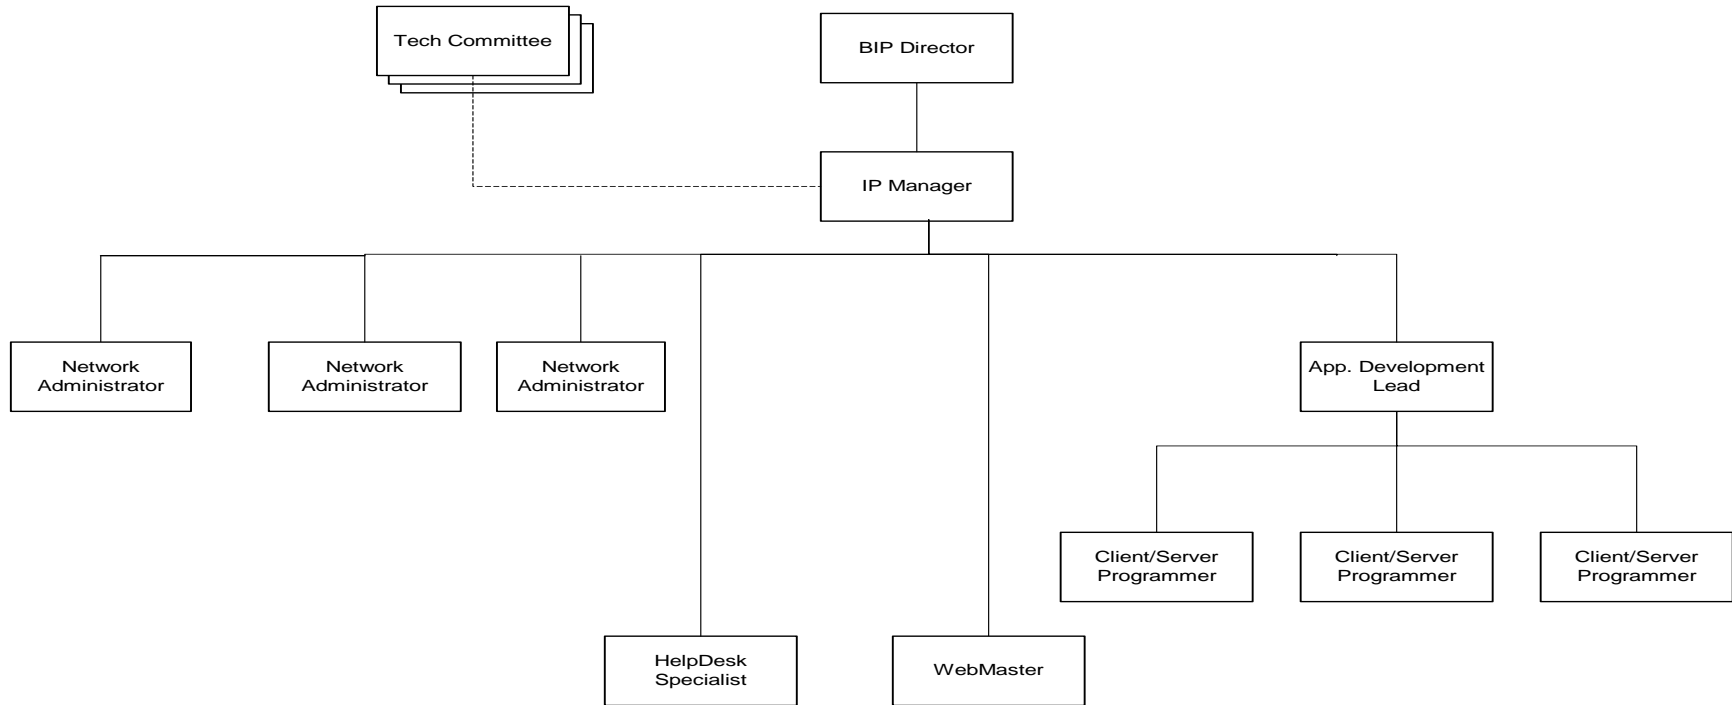 Tech Committee
BIP Director
IP Manager
Network
Administrator
Network
Administrator
Network
Administrator
App. Development
Lead
Client/Server
Programmer
Client/Server
Programmer
Client/Server
Programmer
HelpDesk
Specialist
WebMaster